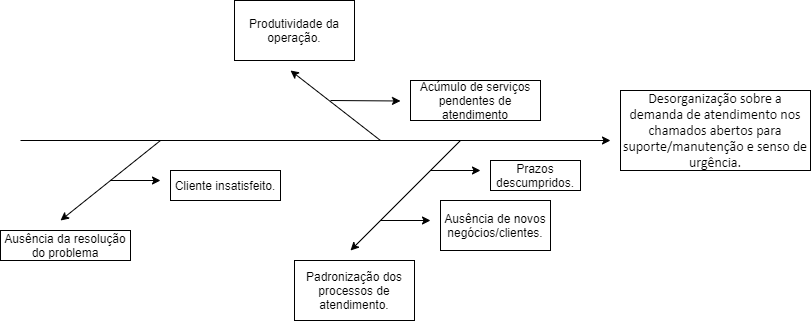 Produtividade da
operação.
Acúmulo de serviços
pendentes de
atendimento
Desorganização sobre a
demanda de atendimento nos
chamados abertos para
suporte/manutenção e senso de
urgência.
Cliente insatisfeito.
Prazos
descumpridos.
Ausência de novos
negócios/clientes.
Ausência da resolução
do problema
Padronização dos
processos de
atendimento.